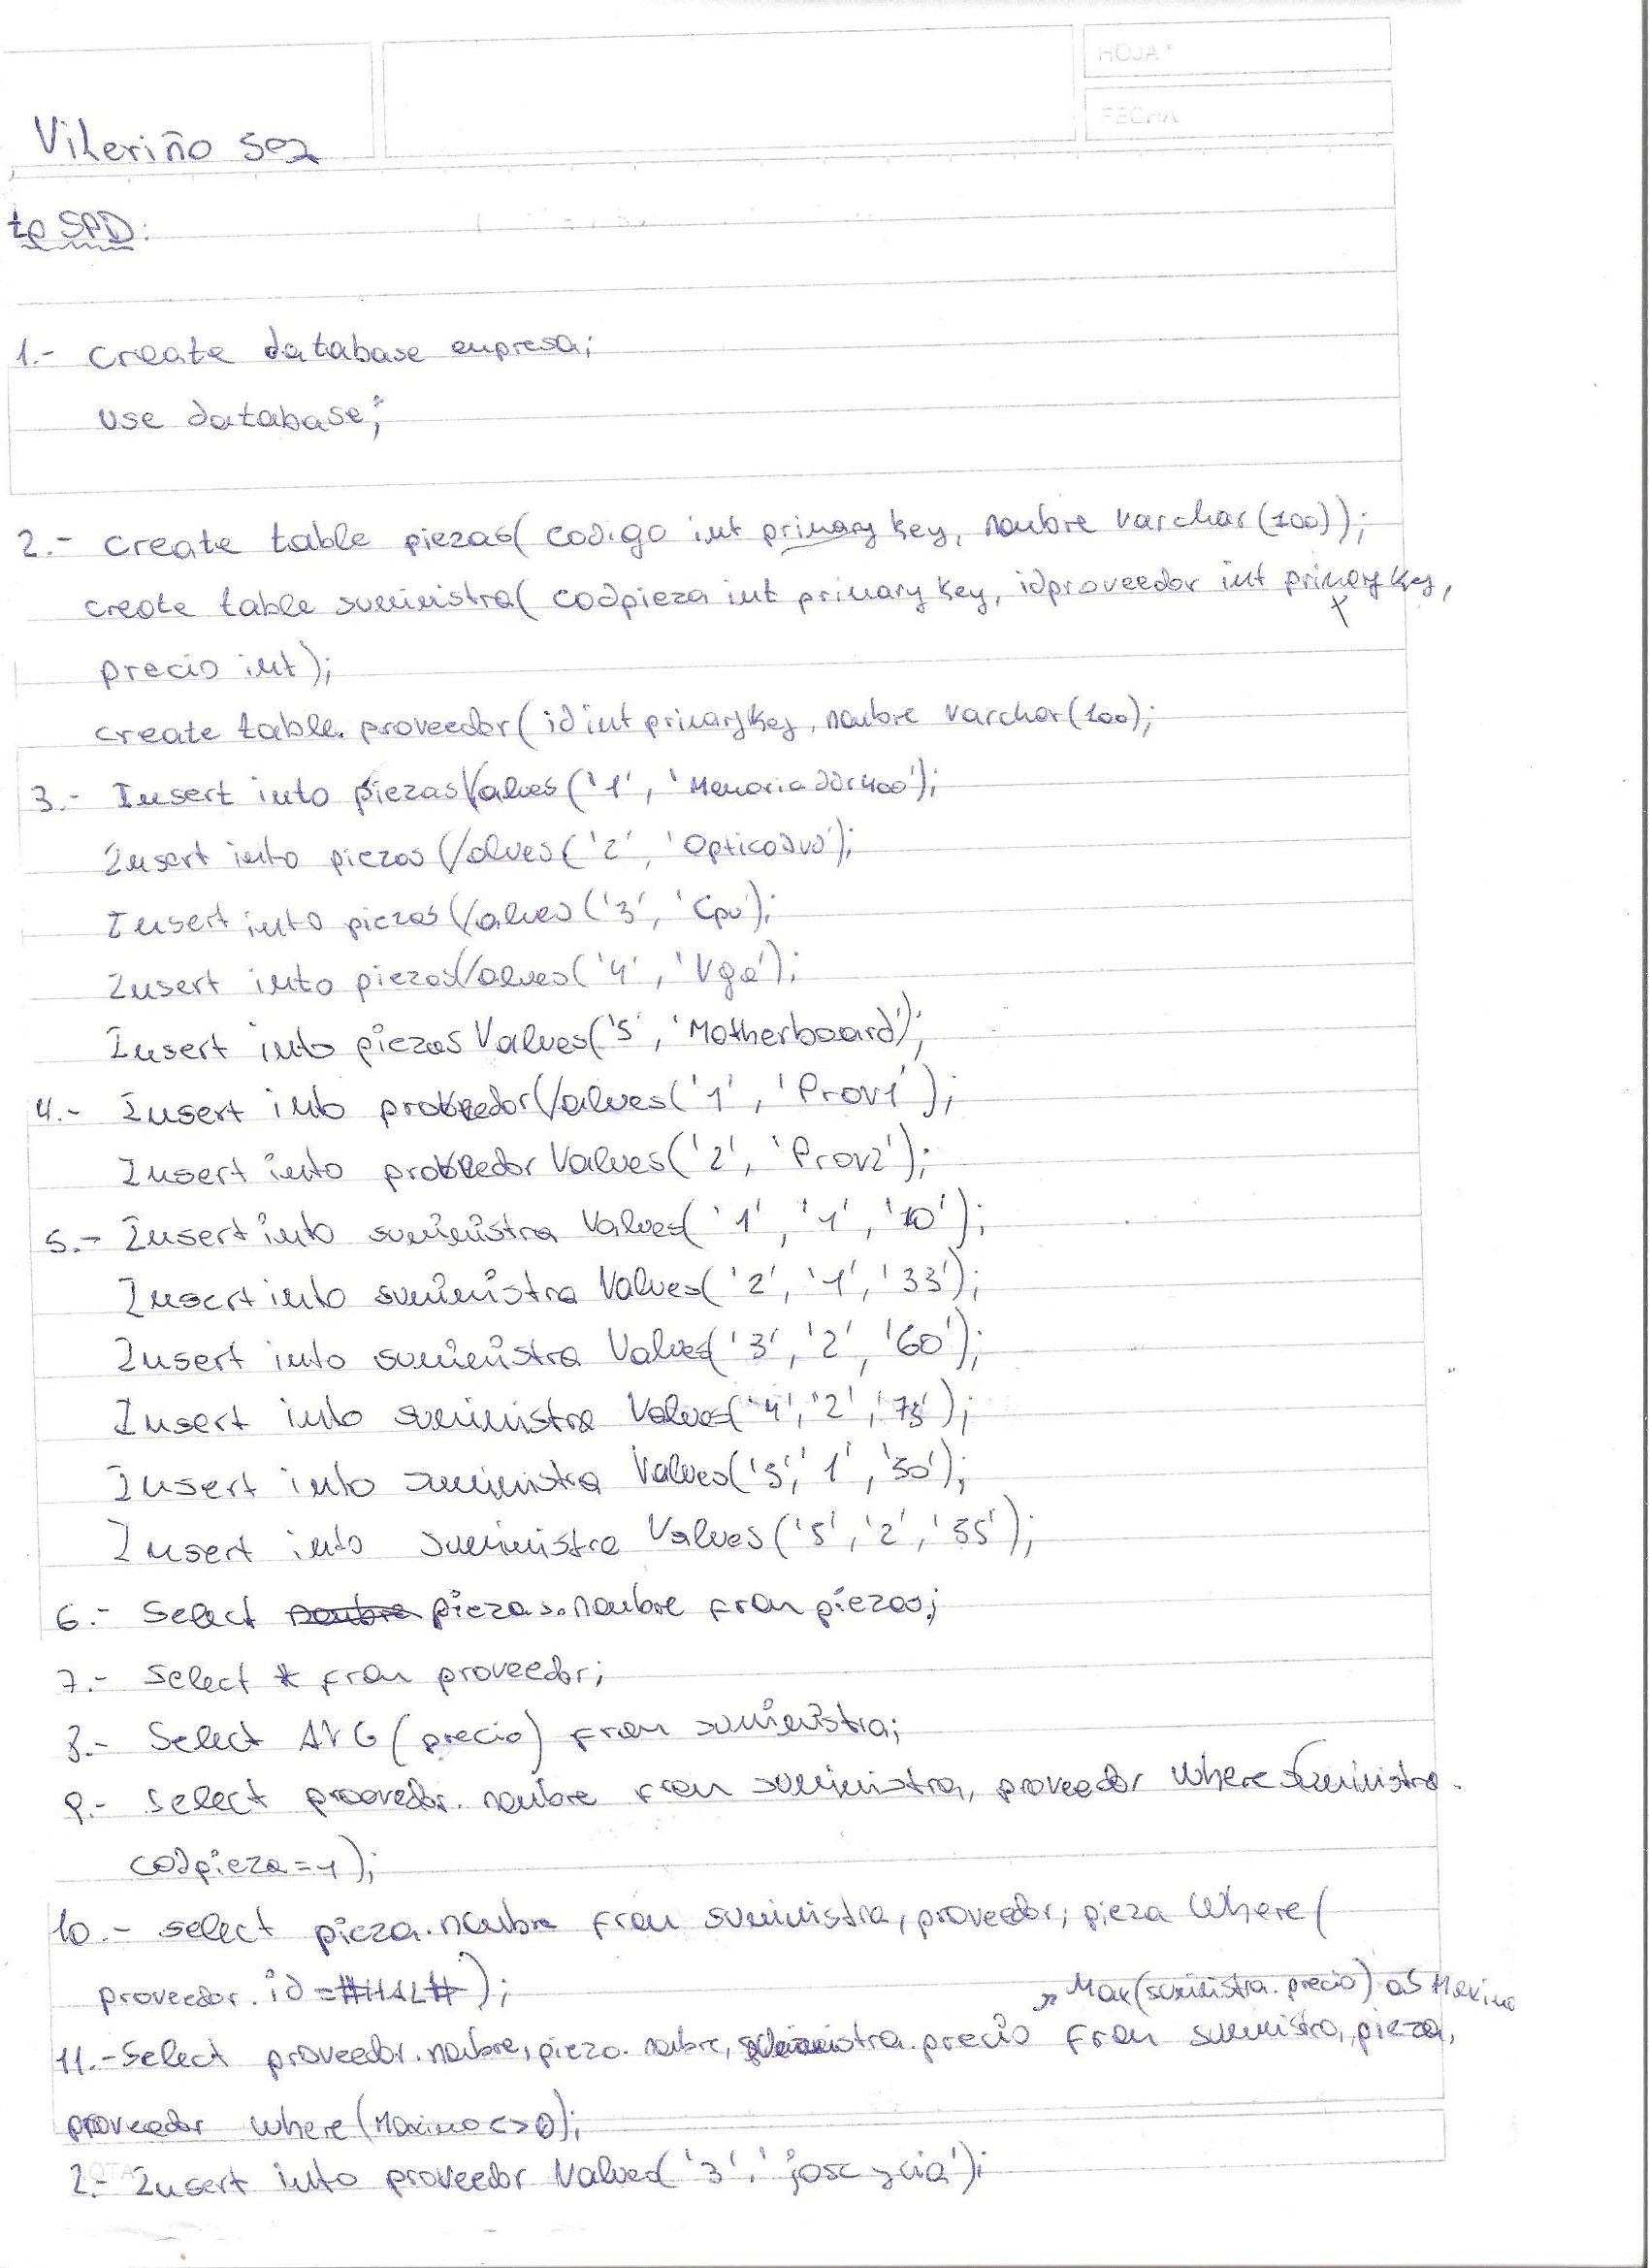 HOJA°
FECHA
Vileriño 502
tp SPD:
1.- Create database empresa;
use database;
2.- Create table piezas( codigo int primary key, nombre varchar(100));
create table suministra( codpieza int primary key, idproveedor int primary key,
precio int);
create table proveedor( id int primary key, nombre varchar(100);
3.- Insert into piezas Values('1', 'Memoria ddr400');
Insert into piezas Values('2', 'Opticodvd');
Insert into piezas Values('3', 'Cpu');
Insert into piezas Values('4', 'Vga');
Insert into piezas Values('5', 'Motherboard');
4.- Insert into proveedor Values('1', 'Prov1');
Insert into proveedor Values('2', 'Prov2');
5.- Insert into suministra Values('1', '1', '10');
Insert into suministra Values('2', '1', '33');
Insert into suministra Values('3', '2', '60');
Insert into suministra Values('4', '2', '75');
Insert into suministra Values('5', '1', '50');
Insert into suministra Values('5', '2', '55');
6.- Select nombre piezas.nombre from piezas;
7.- Select * from proveedor;
8.- Select AVG(precio) from suministra;
9.- Select proovedor.nombre from suministra, proveedor where (suministra.
codpieza=1);
10.- select pieza.nombre from suministra, proveedor, pieza Where(
proveedor.id=#HAL#);
Max(suministra.precio) as Maximo
11.- Select proveedor.nombre, pieza.nombre, suministra.precio from suministra, pieza,
proveedor where(Maximo<>0);
2.- Insert into proveedor Values('3', 'jose y cia');